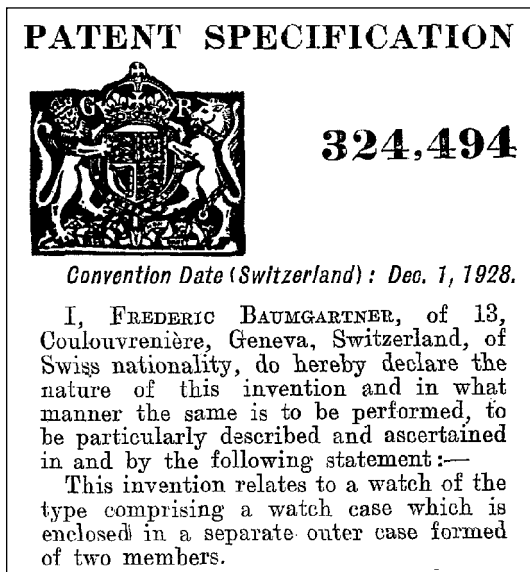 PATENT SPECIFICATION
G R
324,494
Convention Date (Switzerland): Dec. 1, 1928.
I, FREDERIC BAUMGARTNER, of 13,
Coulouvrenière, Geneva, Switzerland, of
Swiss nationality, do hereby declare the
nature of this invention and in what
manner the same is to be performed, to
be particularly described and ascertained
in and by the following statement:—
This invention relates to a watch of the
type comprising a watch case which is
enclosed in a separate outer case formed
of two members.